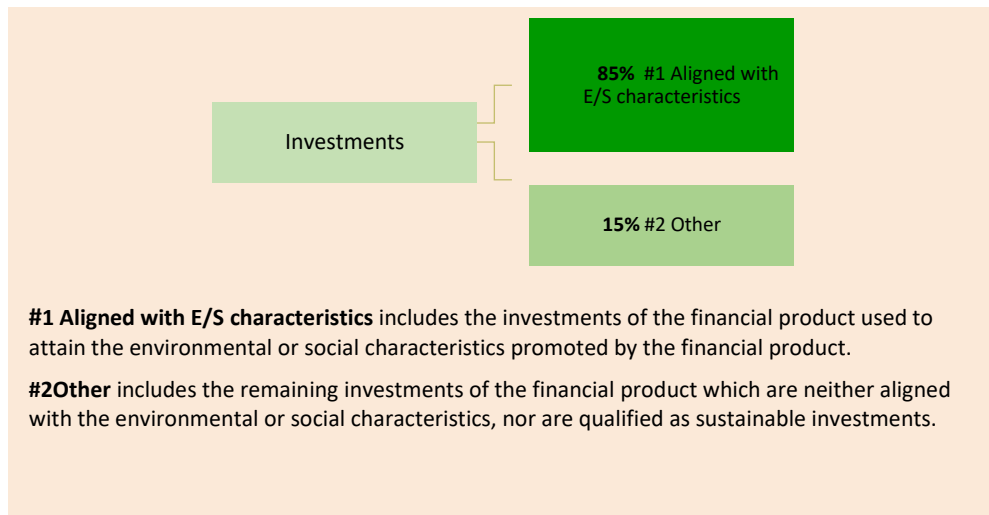 85% #1 Aligned with
E/S characteristics
Investments
15% #2 Other
#1 Aligned with E/S characteristics includes the investments of the financial product used to
attain the environmental or social characteristics promoted by the financial product.
#2Other includes the remaining investments of the financial product which are neither aligned
with the environmental or social characteristics, nor are qualified as sustainable investments.